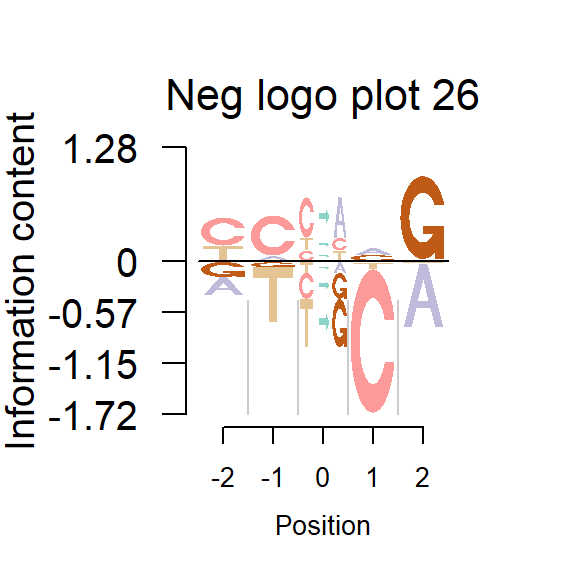 Neg logo plot 26
Information content
1.28
0
-0.57
-1.15
-1.72
C C C→A A G
T T→C
G C→T T→A A
A T C→G C
T→G
-2 -1 0 1 2
Position